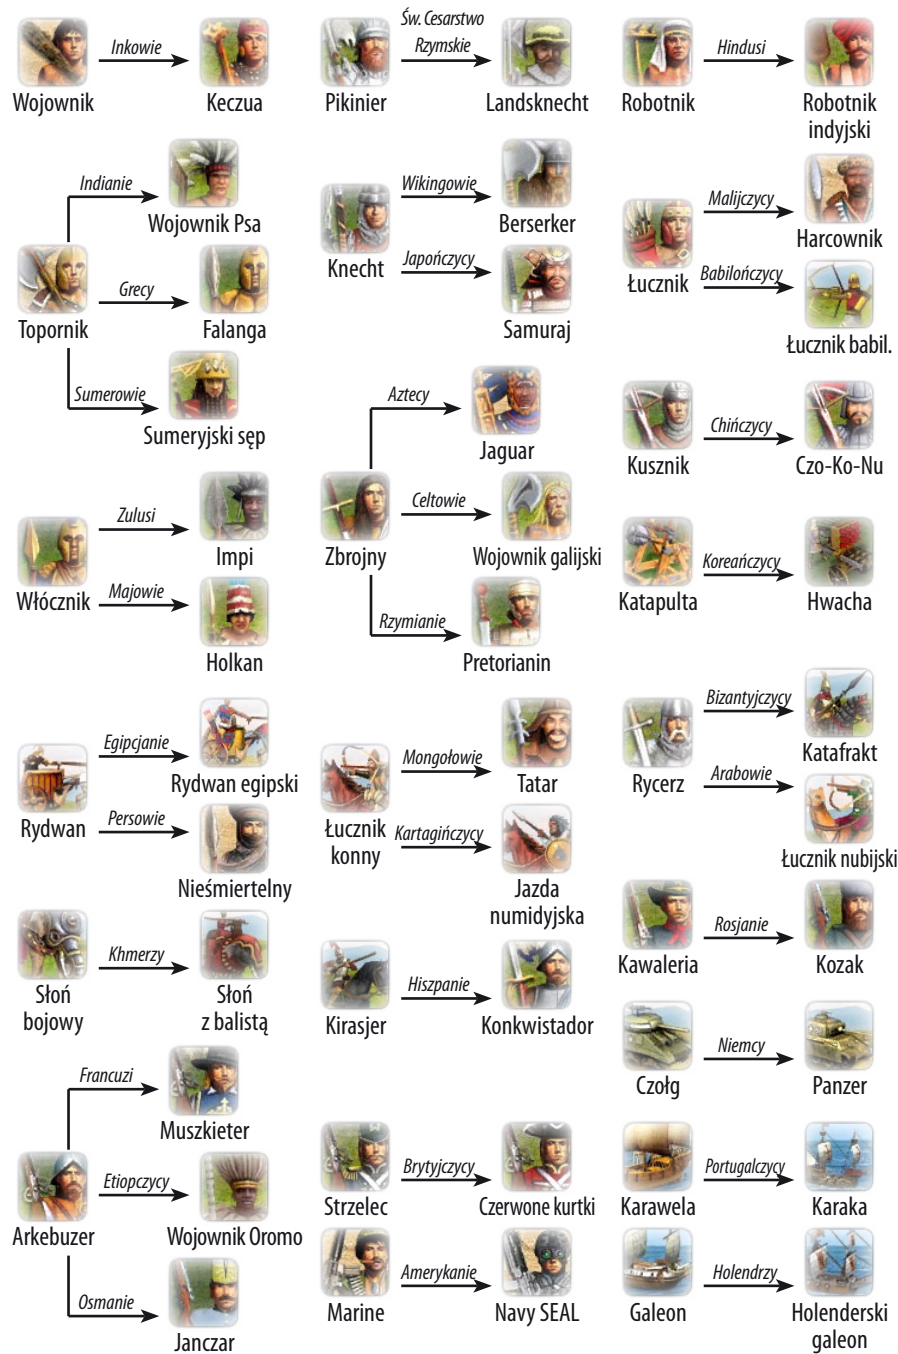 Wojownik
Inkowie
Keczua
Pikinier
Św. Cesarstwo
Rzymskie
Landsknecht
Robotnik
Hindusi
Robotnik
indyjski
Topornik
Indianie
Wojownik Psa
Grecy
Falanga
Sumerowie
Sumeryjski sęp
Knecht
Wikingowie
Berserker
Japończycy
Samuraj
Łucznik
Malijczycy
Harcownik
Babilończycy
Łucznik babil.
Włócznik
Zulusi
Impi
Majowie
Holkan
Zbrojny
Aztecy
Jaguar
Celtowie
Wojownik galijski
Rzymianie
Pretorianin
Kusznik
Chińczycy
Czo-Ko-Nu
Katapulta
Koreańczycy
Hwacha
Rydwan
Egipcjanie
Rydwan egipski
Persowie
Nieśmiertelny
Łucznik
konny
Mongołowie
Tatar
Kartagińczycy
Jazda
numidyjska
Rycerz
Bizantyjczycy
Katafrakt
Arabowie
Łucznik nubijski
Słoń
bojowy
Khmerzy
Słoń
z balistą
Kirasjer
Hiszpanie
Konkwistador
Kawaleria
Rosjanie
Kozak
Czołg
Niemcy
Panzer
Arkebuzer
Francuzi
Muszkieter
Etiopczycy
Wojownik Oromo
Osmanie
Janczar
Strzelec
Brytyjczycy
Czerwone kurtki
Karawela
Portugalczycy
Karaka
Marine
Amerykanie
Navy SEAL
Galeon
Holendrzy
Holenderski
galeon